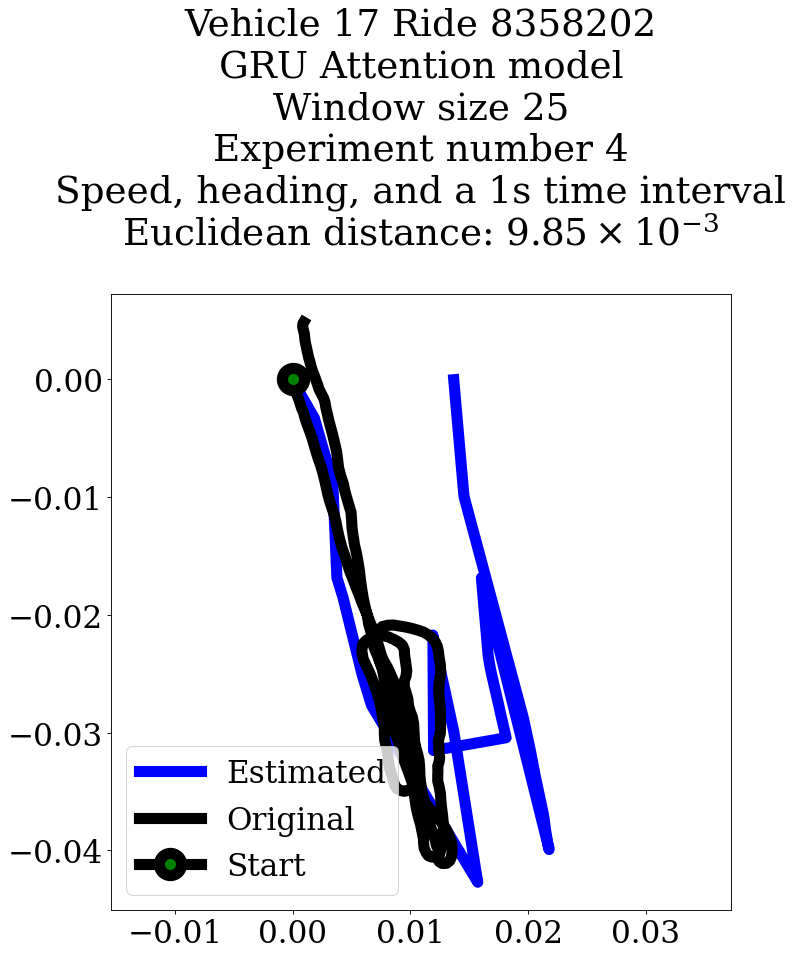 Vehicle 17 Ride 8358202
GRU Attention model
Window size 25
Experiment number 4
Speed, heading, and a 1s time interval
Euclidean distance: 9.85 × 10⁻³
0.00
−0.01
−0.02
−0.03
−0.04
Estimated
Original
Start
−0.01 0.00 0.01 0.02 0.03